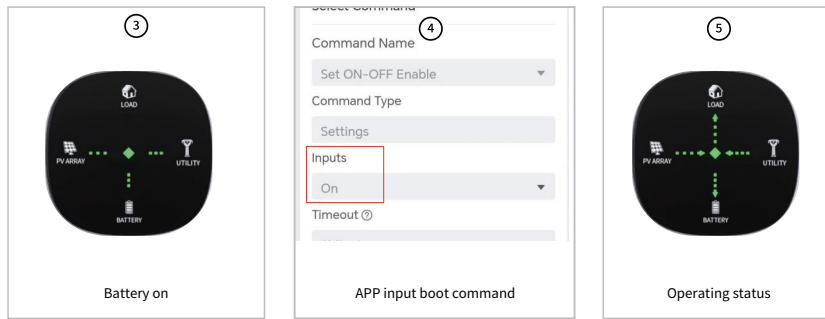 3
LOAD
PV ARRAY
UTILITY
BATTERY
Battery on
4
Select Command
Command Name
Set ON-OFF Enable
Command Type
Settings
Inputs
On
Timeout ?
APP input boot command
5
LOAD
PV ARRAY
UTILITY
BATTERY
Operating status